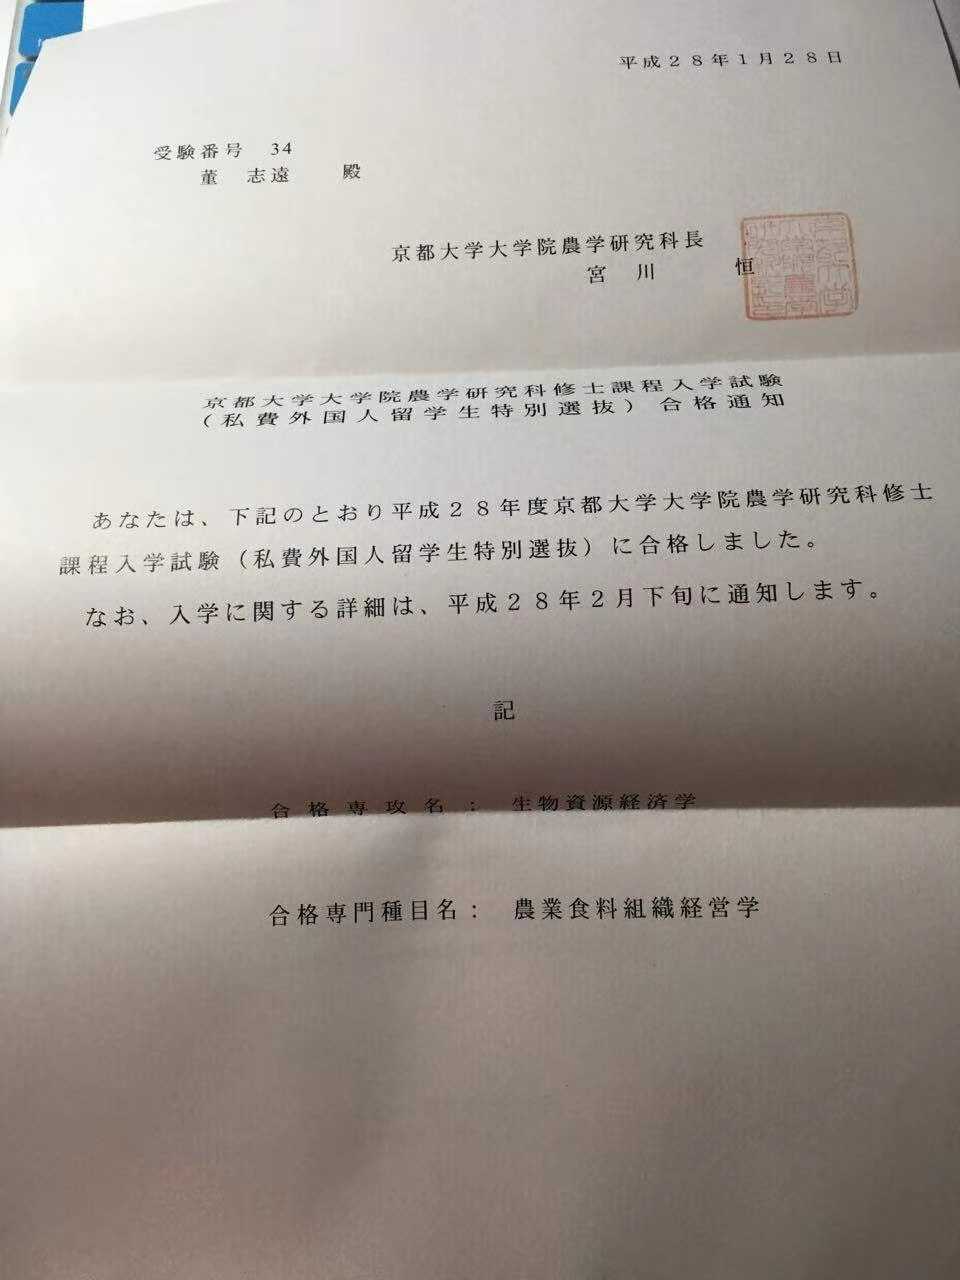 平成２８年１月２８日
受験番号　34
董　志遠　　殿
京都大学大学院農学研究科長
宮川　　恒
京都大学大学院農学研究科修士課程入学試験
（私費外国人留学生特別選抜）合格通知
あなたは、下記のとおり平成２８年度京都大学大学院農学研究科修士
課程入学試験（私費外国人留学生特別選抜）に合格しました。
なお、入学に関する詳細は、平成２８年２月下旬に通知します。
記
合格専攻名：　生物資源経済学
合格専門種目名：　農業食料組織経営学